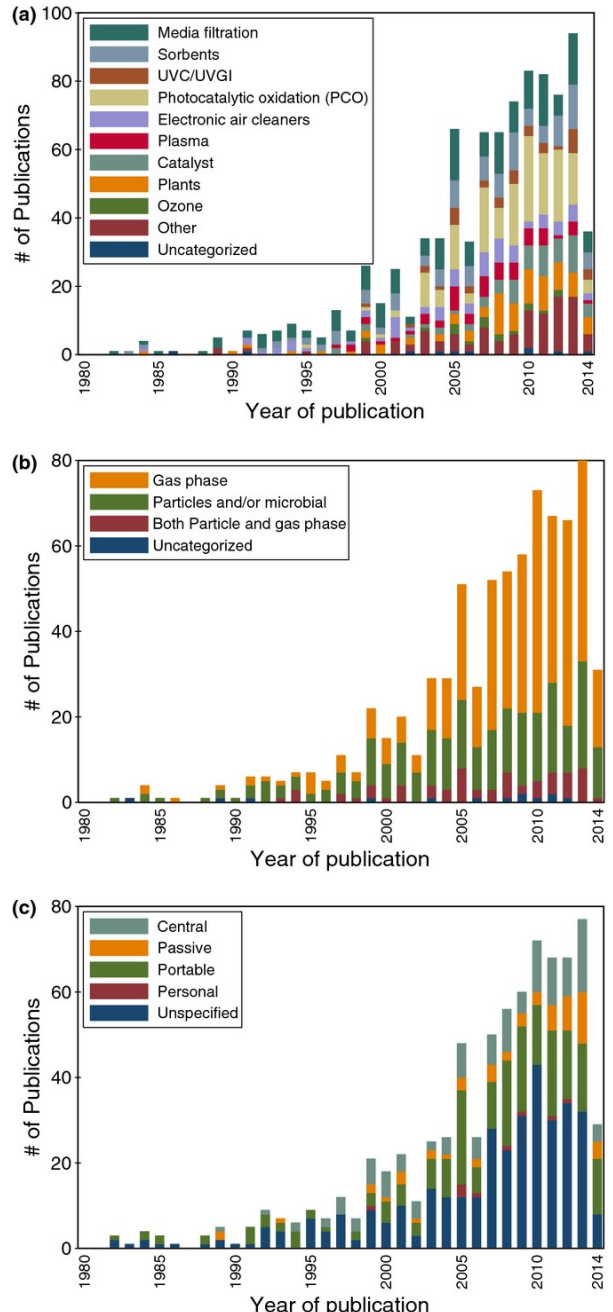 (a)
100
80
60
40
20
0
# of Publications
Media filtration
Sorbents
UVC/UVGI
Photocatalytic oxidation (PCO)
Electronic air cleaners
Plasma
Catalyst
Plants
Ozone
Other
Uncategorized
1980
1985
1990
1995
2000
2005
2010
2014
Year of publication
(b)
80
60
40
20
0
# of Publications
Gas phase
Particles and/or microbial
Both Particle and gas phase
Uncategorized
1980
1985
1990
1995
2000
2005
2010
2014
Year of publication
(c)
80
60
40
20
0
# of Publications
Central
Passive
Portable
Personal
Unspecified
1980
1985
1990
1995
2000
2005
2010
2014
Year of publication